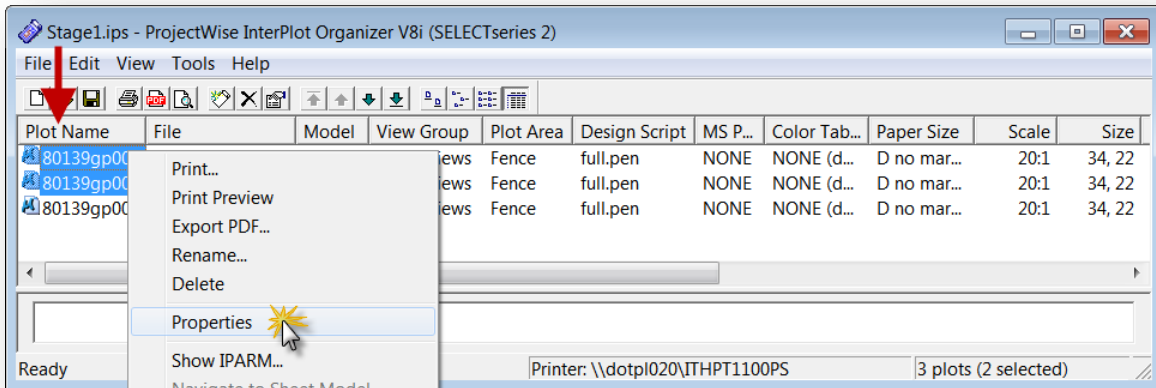 Stage1.ips - ProjectWise InterPlot Organizer V8i (SELECTseries 2)
File Edit View Tools Help
Plot Name File Model View Group Plot Area Design Script MS P... Color Tab... Paper Size Scale Size
80139gp00 iews Fence full.pen NONE NONE (d... D no mar... 20:1 34, 22
80139gp00 iews Fence full.pen NONE NONE (d... D no mar... 20:1 34, 22
80139gp00 iews Fence full.pen NONE NONE (d... D no mar... 20:1 34, 22
Print...
Print Preview
Export PDF...
Rename...
Delete
Properties
Show IPARM...
Navigate to Sheet Model
Ready Printer: \\dotpl020\ITHPT1100PS 3 plots (2 selected)